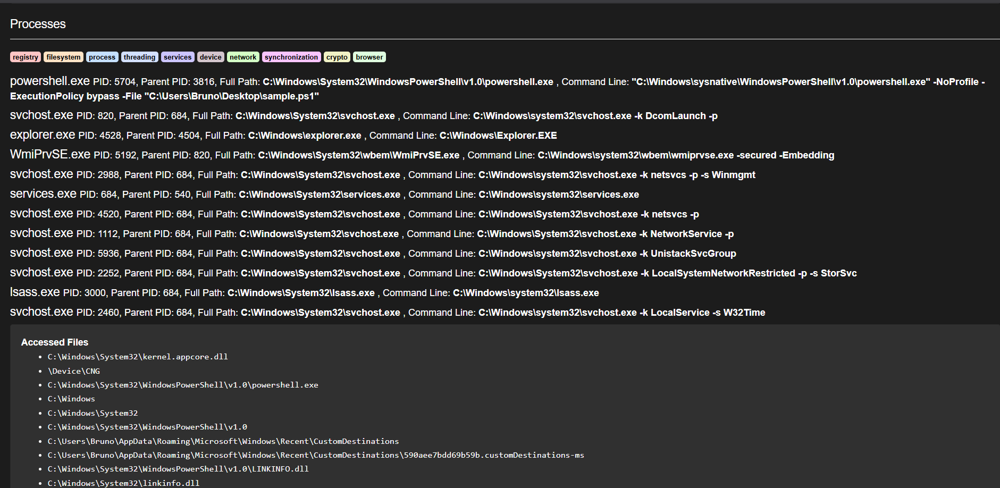 Processes
registry filesystem process threading services device network synchronization crypto browser
powershell.exe PID: 5704, Parent PID: 3816, Full Path: C:\Windows\System32\WindowsPowerShell\v1.0\powershell.exe , Command Line: "C:\Windows\sysnative\WindowsPowerShell\v1.0\powershell.exe" -NoProfile -
ExecutionPolicy bypass -File "C:\Users\Bruno\Desktop\sample.ps1"
svchost.exe PID: 820, Parent PID: 684, Full Path: C:\Windows\System32\svchost.exe , Command Line: C:\Windows\system32\svchost.exe -k DcomLaunch -p
explorer.exe PID: 4528, Parent PID: 4504, Full Path: C:\Windows\explorer.exe , Command Line: C:\Windows\Explorer.EXE
WmiPrvSE.exe PID: 5192, Parent PID: 820, Full Path: C:\Windows\System32\wbem\WmiPrvSE.exe , Command Line: C:\Windows\system32\wbem\wmiprvse.exe -secured -Embedding
svchost.exe PID: 2988, Parent PID: 684, Full Path: C:\Windows\System32\svchost.exe , Command Line: C:\Windows\system32\svchost.exe -k netsvcs -p -s Winmgmt
services.exe PID: 684, Parent PID: 540, Full Path: C:\Windows\System32\services.exe , Command Line: C:\Windows\system32\services.exe
svchost.exe PID: 4520, Parent PID: 684, Full Path: C:\Windows\System32\svchost.exe , Command Line: C:\Windows\System32\svchost.exe -k netsvcs -p
svchost.exe PID: 1112, Parent PID: 684, Full Path: C:\Windows\System32\svchost.exe , Command Line: C:\Windows\System32\svchost.exe -k NetworkService -p
svchost.exe PID: 5936, Parent PID: 684, Full Path: C:\Windows\System32\svchost.exe , Command Line: C:\Windows\system32\svchost.exe -k UnistackSvcGroup
svchost.exe PID: 2252, Parent PID: 684, Full Path: C:\Windows\System32\svchost.exe , Command Line: C:\Windows\System32\svchost.exe -k LocalSystemNetworkRestricted -p -s StorSvc
lsass.exe PID: 3000, Parent PID: 684, Full Path: C:\Windows\System32\lsass.exe , Command Line: C:\Windows\system32\lsass.exe
svchost.exe PID: 2460, Parent PID: 684, Full Path: C:\Windows\System32\svchost.exe , Command Line: C:\Windows\system32\svchost.exe -k LocalService -s W32Time
Accessed Files
• C:\Windows\System32\kernel.appcore.dll
• \Device\CNG
• C:\Windows\System32\WindowsPowerShell\v1.0\powershell.exe
• C:\Windows
• C:\Windows\System32
• C:\Windows\System32\WindowsPowerShell\v1.0
• C:\Users\Bruno\AppData\Roaming\Microsoft\Windows\Recent\CustomDestinations
• C:\Users\Bruno\AppData\Roaming\Microsoft\Windows\Recent\CustomDestinations\590aee7bdd69b59b.customDestinations-ms
• C:\Windows\System32\WindowsPowerShell\v1.0\LINKINFO.dll
• C:\Windows\System32\linkinfo.dll